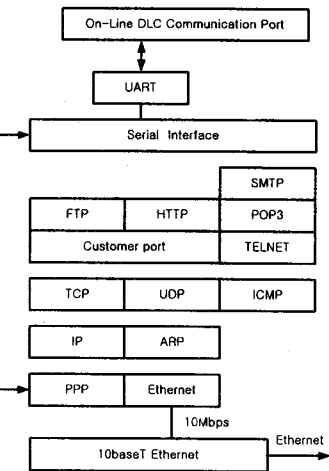 On-Line DLC Communication Port
UART
Serial Interface
SMTP
FTP HTTP POP3
Customer port TELNET
TCP UDP ICMP
IP ARP
PPP Ethernet
10Mbps
Ethernet
10baseT Ethernet